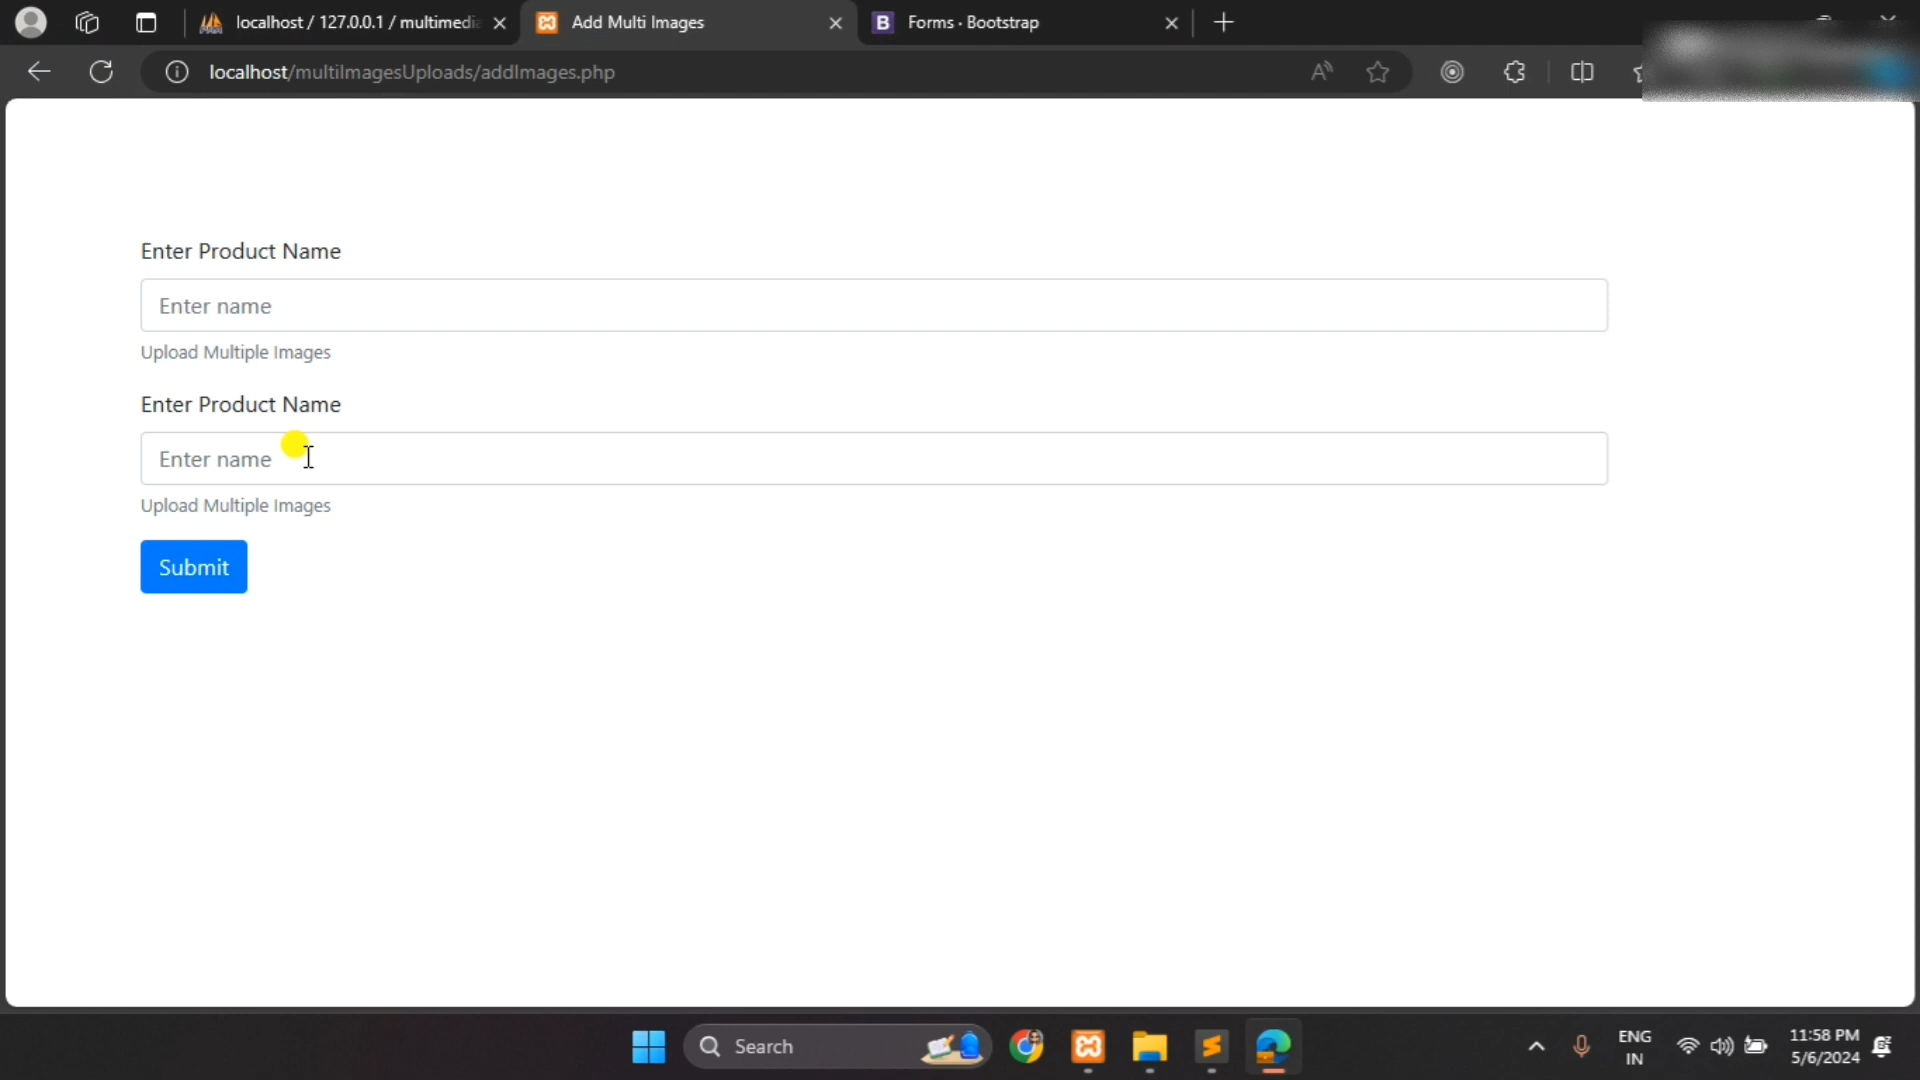 localhost / 127.0.0.1 / multimedia
Add Multi Images
B Forms · Bootstrap
localhost/multiImagesUploads/addImages.php
Enter Product Name
Enter name
Upload Multiple Images
Enter Product Name
Enter name
Upload Multiple Images
Submit
Search
ENG
IN
11:58 PM
5/6/2024